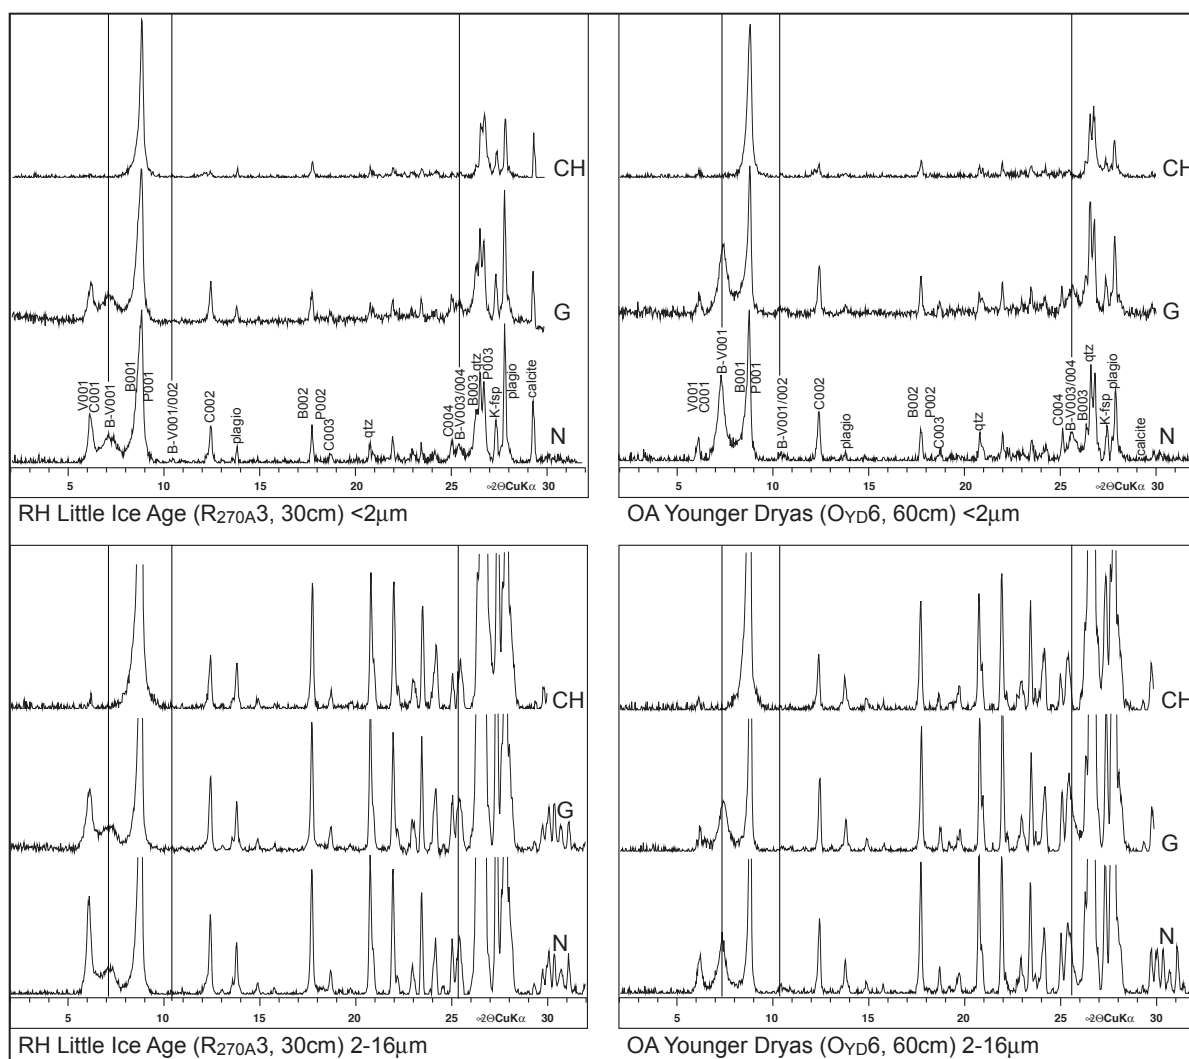 CH
G
V001
C001
B-V001
B001
P001
B-V001/002
C002
plagio
B002
P002
C003
qtz
C004
B-V003/004
B003
qtz
P003
K-fsp
plagio
calcite
N
5 10 15 20 25 °2ΘCuKα 30
RH Little Ice Age (R270A3, 30cm) <2μm
CH
G
V001
C001
B-V001
B001
P001
B-V001/002
C002
plagio
B002
P002
C003
qtz
C004
B-V003/004
B003
qtz
K-fsp
plagio
calcite
N
5 10 15 20 25 °2ΘCuKα 30
OA Younger Dryas (OYD6, 60cm) <2μm
CH
G
N
5 10 15 20 25 °2ΘCuKα 30
RH Little Ice Age (R270A3, 30cm) 2-16μm
CH
G
N
5 10 15 20 25 °2ΘCuKα 30
OA Younger Dryas (OYD6, 60cm) 2-16μm